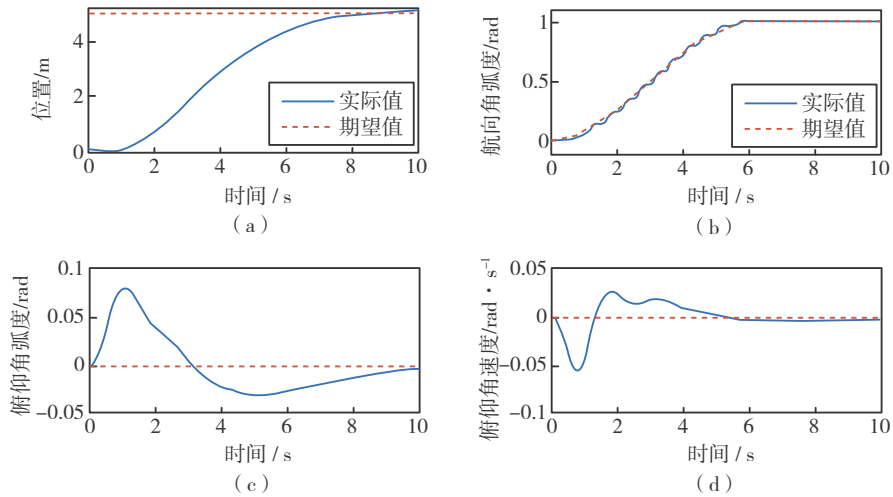 位置/m
4
2
0
实际值
期望值
0 2 4 6 8 10
时间 / s
（a）
航向角弧度/rad
1
0.5
0
实际值
期望值
0 2 4 6 8 10
时间 / s
（b）
俯仰角弧度/rad
0.1
0.05
0
−0.05
0 2 4 6 8 10
时间 / s
（c）
俯仰角速度/rad·s⁻¹
0.05
0
−0.05
−0.1
0 2 4 6 8 10
时间 / s
（d）